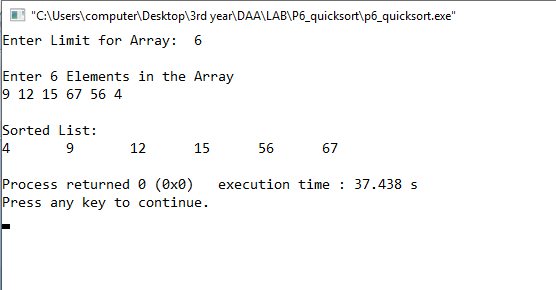 "C:\Users\computer\Desktop\3rd year\DAA\LAB\P6_quicksort\p6_quicksort.exe"
Enter Limit for Array:  6
Enter 6 Elements in the Array
9 12 15 67 56 4
Sorted List:
4       9       12      15      56      67
Process returned 0 (0x0)   execution time : 37.438 s
Press any key to continue.